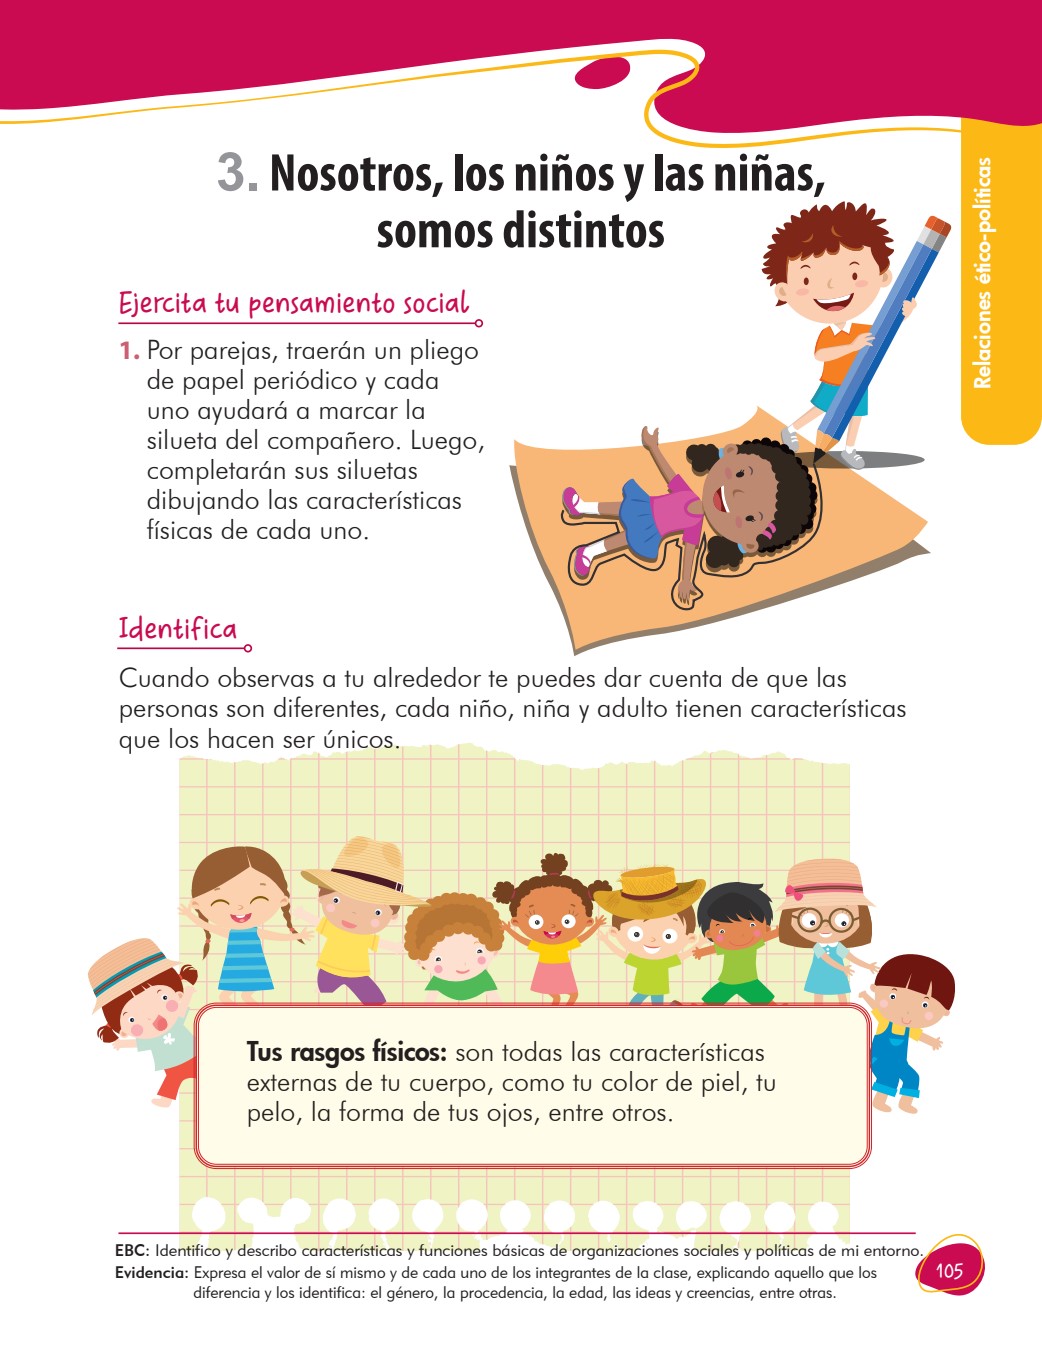 3. Nosotros, los niños y las niñas,
somos distintos
Relaciones ético-políticas
Ejercita tu pensamiento social
1. Por parejas, traerán un pliego
de papel periódico y cada
uno ayudará a marcar la
silueta del compañero. Luego,
completarán sus siluetas
dibujando las características
físicas de cada uno.
Identifica
Cuando observas a tu alrededor te puedes dar cuenta de que las
personas son diferentes, cada niño, niña y adulto tienen características
que los hacen ser únicos.
Tus rasgos físicos: son todas las características
externas de tu cuerpo, como tu color de piel, tu
pelo, la forma de tus ojos, entre otros.
EBC: Identifico y describo características y funciones básicas de organizaciones sociales y políticas de mi entorno.
Evidencia: Expresa el valor de sí mismo y de cada uno de los integrantes de la clase, explicando aquello que los
diferencia y los identifica: el género, la procedencia, la edad, las ideas y creencias, entre otras.
105